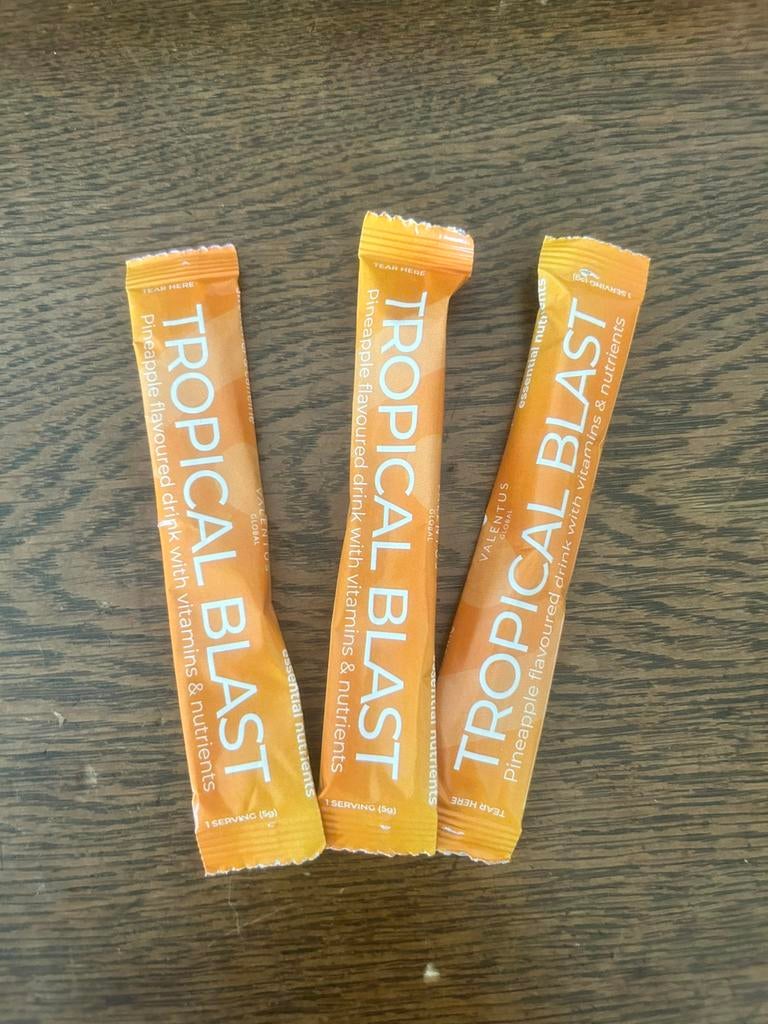 TEAR HERE
TROPICAL BLAST
Pineapple flavoured drink with vitamins & nutrients
VALENTUS
GLOBAL
essential nutrients
1 SERVING (5g)
TEAR HERE
TROPICAL BLAST
Pineapple flavoured drink with vitamins & nutrients
GLOBAL
essential nutrients
1 SERVING (5g)
1 SERVING (5g)
essential nutrients
VALENTUS
GLOBAL
TROPICAL BLAST
Pineapple flavoured drink with vitamins & nutrients
TEAR HERE